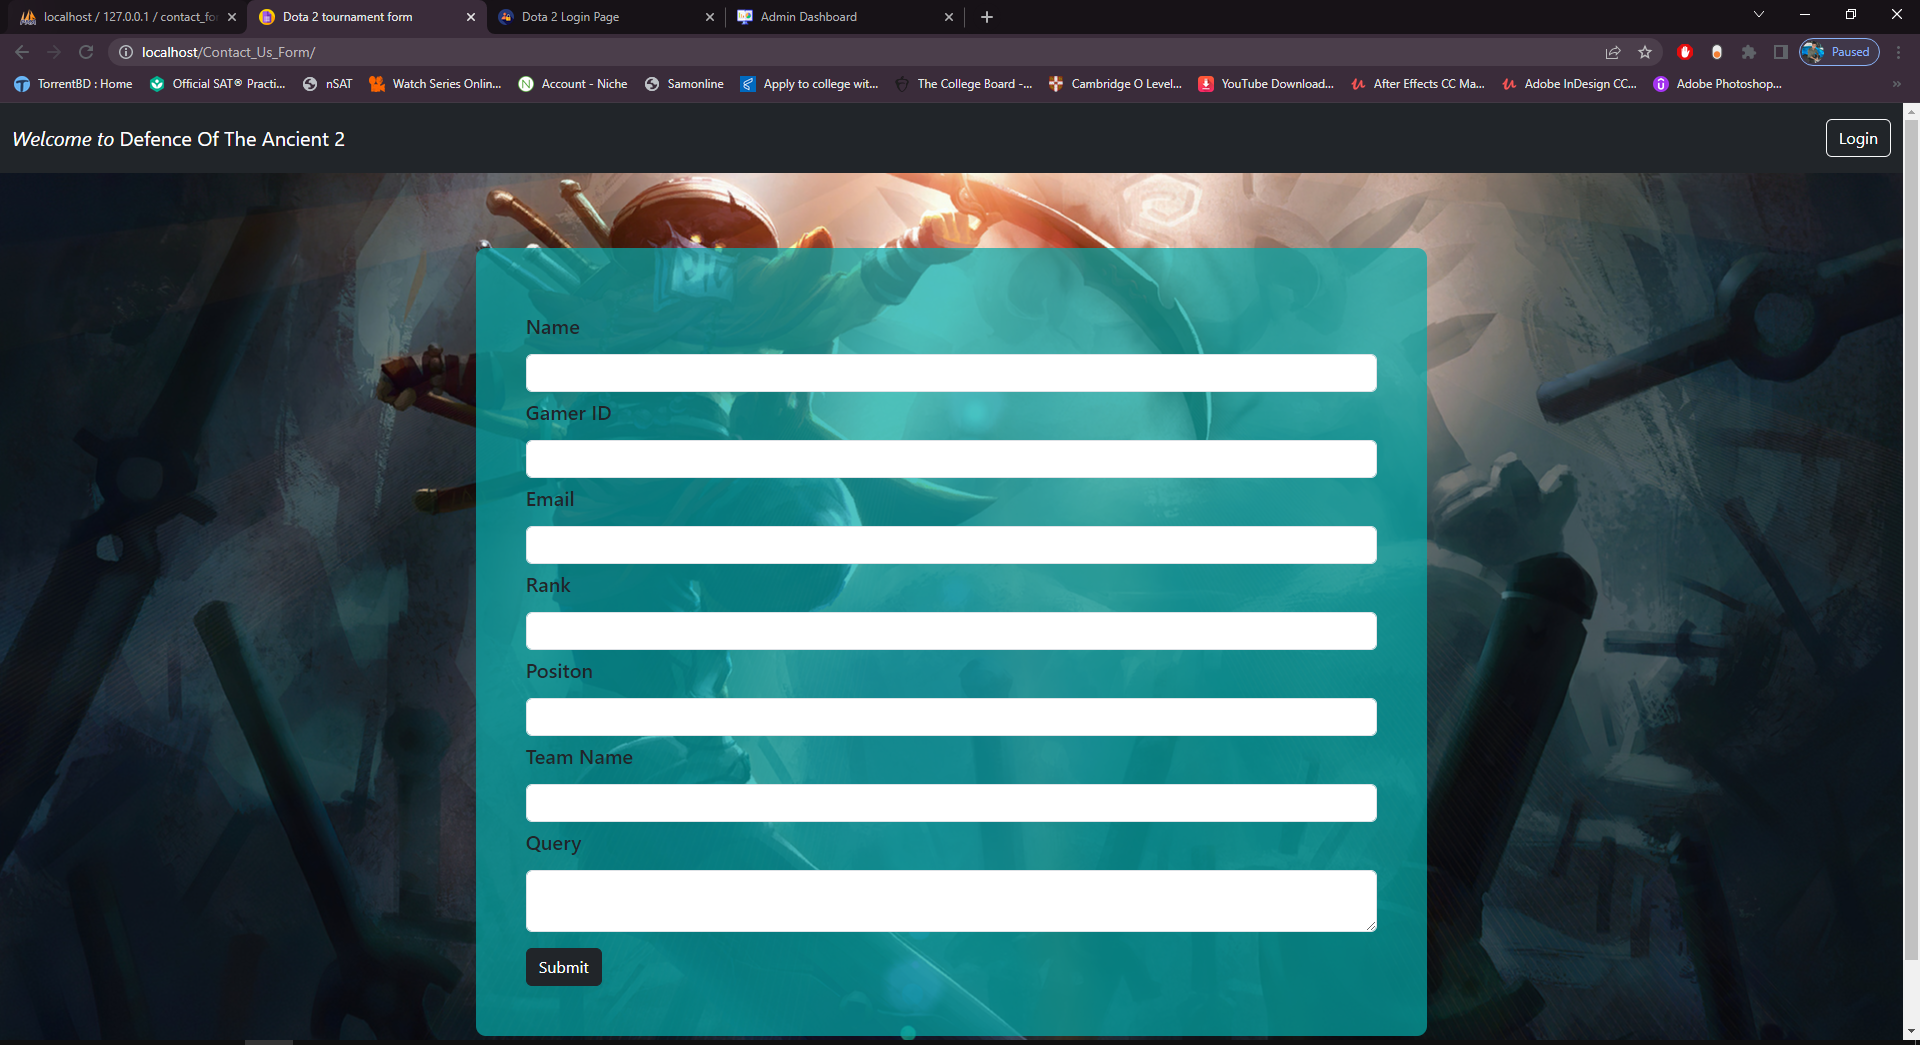 localhost / 127.0.0.1 / contact_fo
Dota 2 tournament form
Dota 2 Login Page
Admin Dashboard
localhost/Contact_Us_Form/
Paused
TorrentBD : Home
Official SAT® Practi...
nSAT
Watch Series Onlin...
Account - Niche
Samonline
Apply to college wit...
The College Board -...
Cambridge O Level...
YouTube Download...
After Effects CC Ma...
Adobe InDesign CC...
Adobe Photoshop...
Welcome to Defence Of The Ancient 2
Login
Name
Gamer ID
Email
Rank
Positon
Team Name
Query
Submit